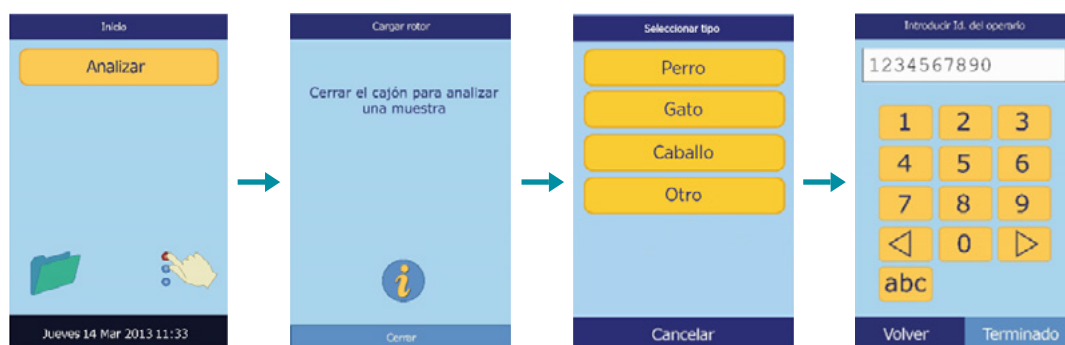 Inicio
Analizar
Jueves 14 Mar 2013 11:33
Cargar rotor
Cerrar el cajón para analizar
una muestra
i
Cerrar
Seleccionar tipo
Perro
Gato
Caballo
Otro
Cancelar
Introducir Id. del operario
1234567890
1 2 3
4 5 6
7 8 9
0
abc
Volver Terminado